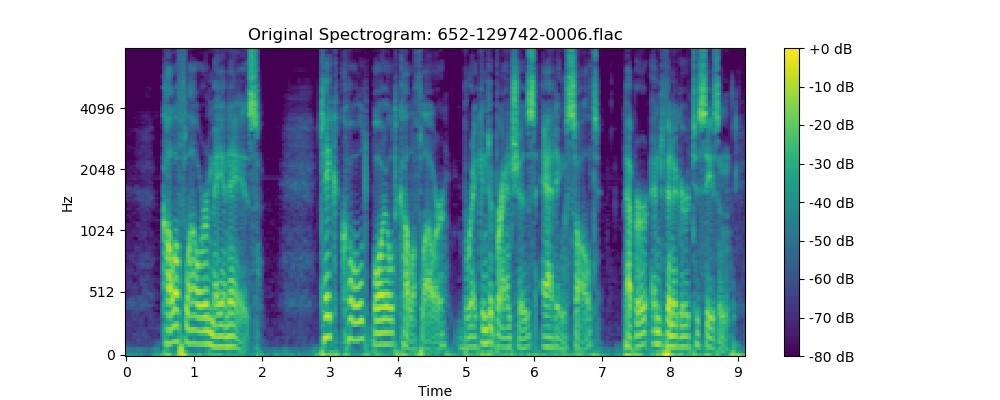 Original Spectrogram: 652-129742-0006.flac
Hz
4096
2048
1024
512
0
0 1 2 3 4 5 6 7 8 9
Time
+0 dB
-10 dB
-20 dB
-30 dB
-40 dB
-50 dB
-60 dB
-70 dB
-80 dB